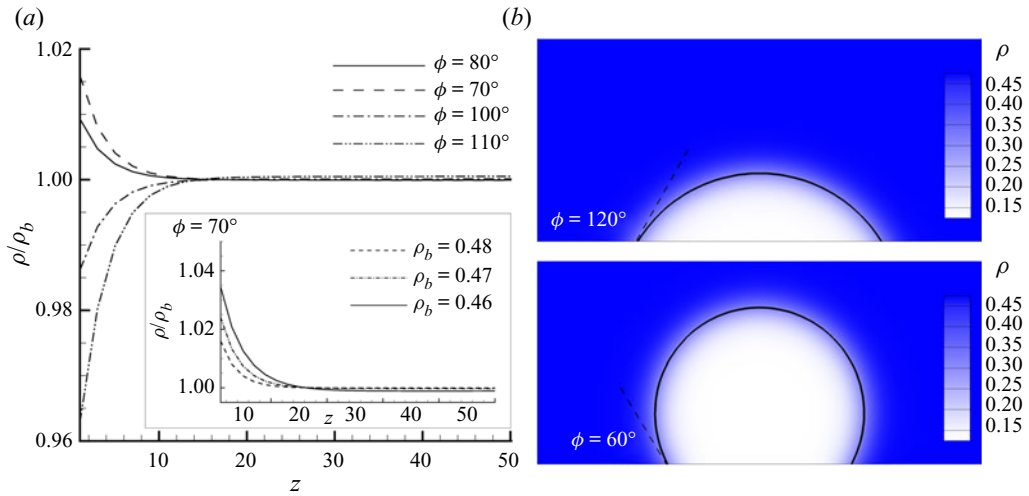 (a)
1.02
1.00
0.98
0.96
ρ/ρb
10
20
30
40
50
z
ϕ = 80°
ϕ = 70°
ϕ = 100°
ϕ = 110°
ϕ = 70°
1.04
1.02
1.00
ρ/ρb
10
20
30
40
50
z
ρb = 0.48
ρb = 0.47
ρb = 0.46
(b)
ρ
0.45
0.40
0.35
0.30
0.25
0.20
0.15
ϕ = 120°
ρ
0.45
0.40
0.35
0.30
0.25
0.20
0.15
ϕ = 60°